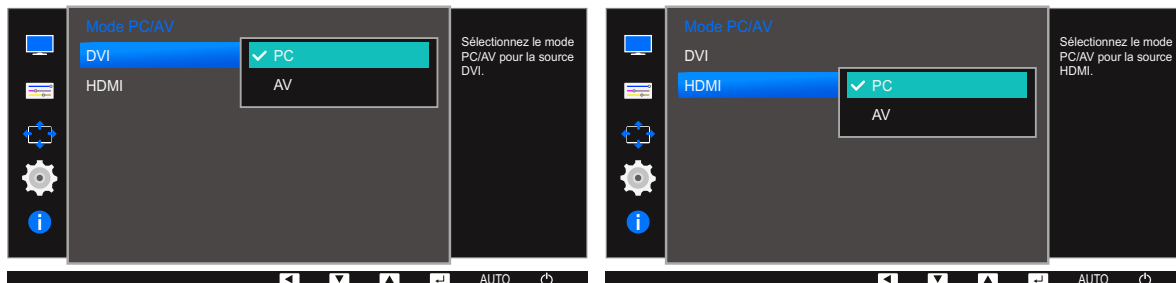 Mode PC/AV
DVI
HDMI
PC
AV
Sélectionnez le mode
PC/AV pour la source
DVI.
AUTO
Mode PC/AV
DVI
HDMI
PC
AV
Sélectionnez le mode
PC/AV pour la source
HDMI.
AUTO